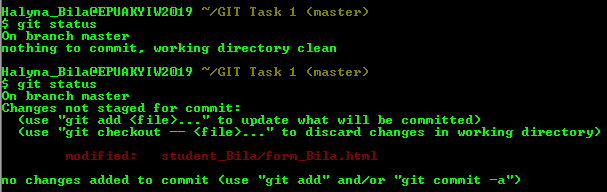 Halyna_Bila@EPUAKYIW2019 ~/GIT Task 1 (master)
$ git status
On branch master
nothing to commit, working directory clean
Halyna_Bila@EPUAKYIW2019 ~/GIT Task 1 (master)
$ git status
On branch master
Changes not staged for commit:
  (use "git add <file>..." to update what will be committed)
  (use "git checkout -- <file>..." to discard changes in working directory)
        modified:   student_Bila/form_Bila.html
no changes added to commit (use "git add" and/or "git commit -a")